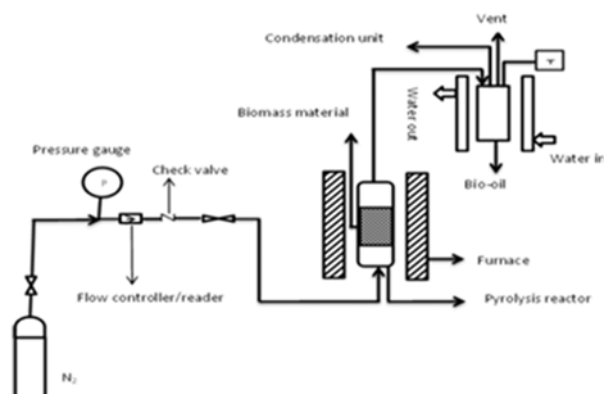 Vent
Condensation unit
Biomass material
Water out
Pressure gauge
Check valve
Water in
Bio-oil
P
Furnace
Flow controller/reader
Pyrolysis reactor
N₂